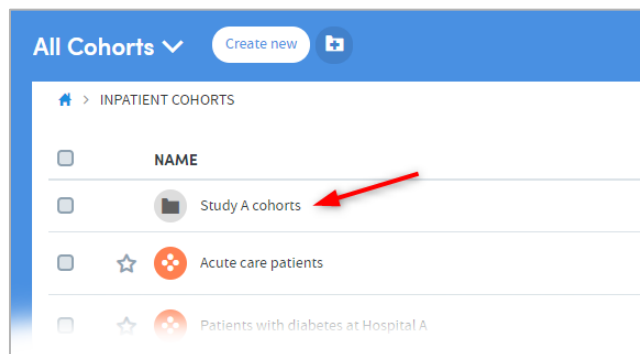 All Cohorts
Create new
> INPATIENT COHORTS
NAME
Study A cohorts
Acute care patients
Patients with diabetes at Hospital A